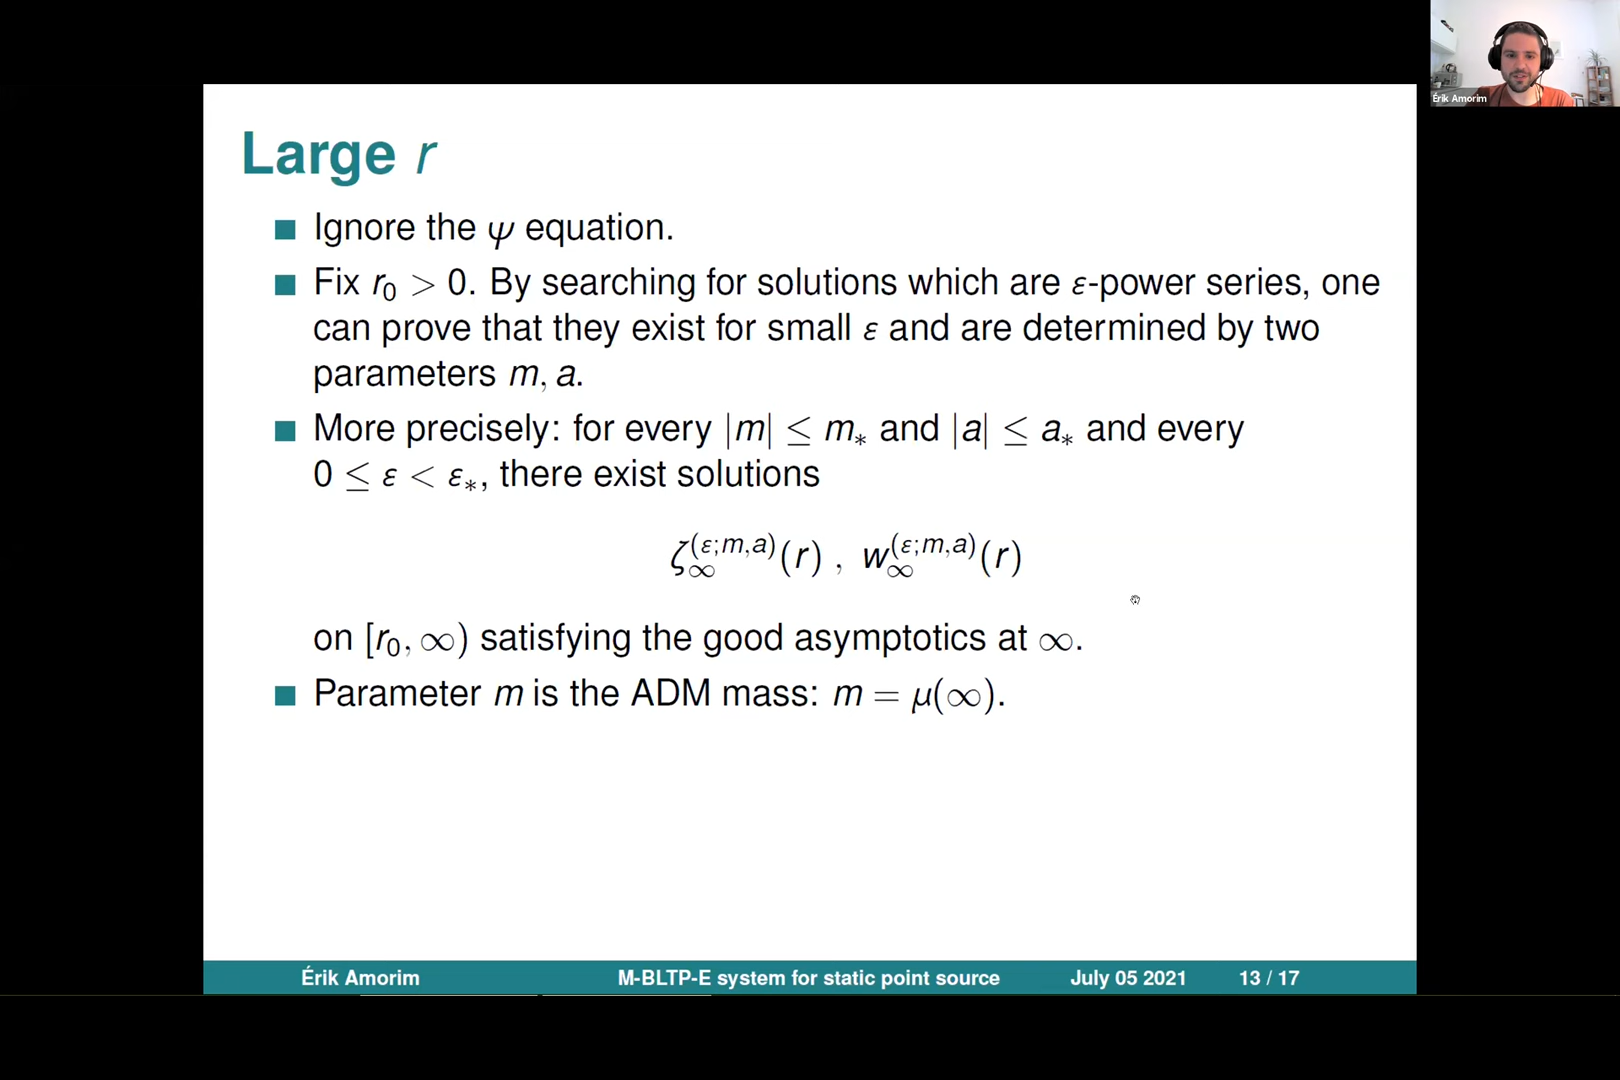 Érik Amorim
Large r
Ignore the ψ equation.
Fix r₀ > 0. By searching for solutions which are ε-power series, one
can prove that they exist for small ε and are determined by two
parameters m, a.
More precisely: for every |m| ≤ m∗ and |a| ≤ a∗ and every
0 ≤ ε < ε∗, there exist solutions
ζ∞^(ε;m,a)(r) , w∞^(ε;m,a)(r)
on [r₀, ∞) satisfying the good asymptotics at ∞.
Parameter m is the ADM mass: m = μ(∞).
Érik Amorim M-BLTP-E system for static point source July 05 2021 13 / 17